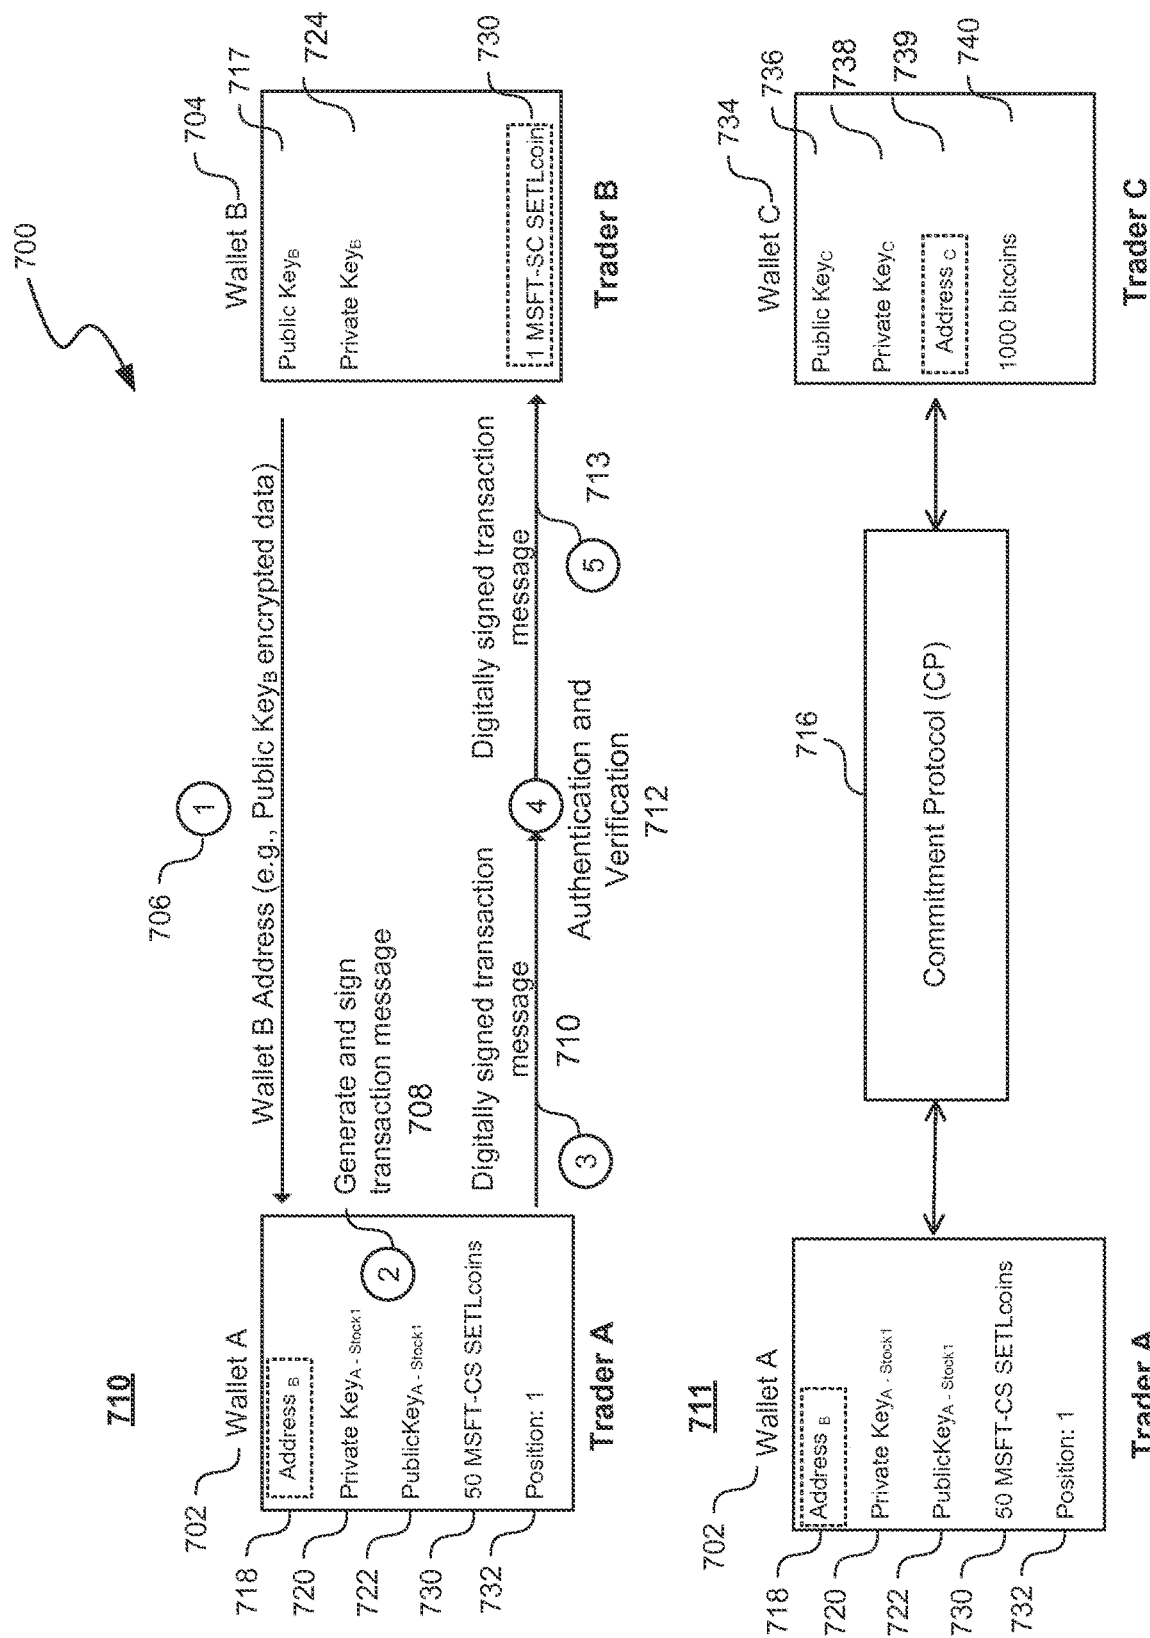 700
710
702
Wallet A
718
Address B
720
Private KeyA - Stock1
722
PublicKeyA - Stock1
730
50 MSFT-CS SETLcoins
732
Position: 1
Trader A
706
1
Wallet B Address (e.g., Public KeyB encrypted data)
2
Generate and sign
transaction message
708
Digitally signed transaction
message
3
710
4
Authentication and
Verification
712
Digitally signed transaction
message
5
713
Wallet B
704
717
Public KeyB
724
Private KeyB
730
1 MSFT-SC SETLcoin
Trader B
711
702
Wallet A
718
Address B
720
Private KeyA - Stock1
722
PublicKeyA - Stock1
730
50 MSFT-CS SETLcoins
732
Position: 1
Trader A
716
Commitment Protocol (CP)
Wallet C
734
736
Public KeyC
738
Private KeyC
739
Address C
740
1000 bitcoins
Trader C